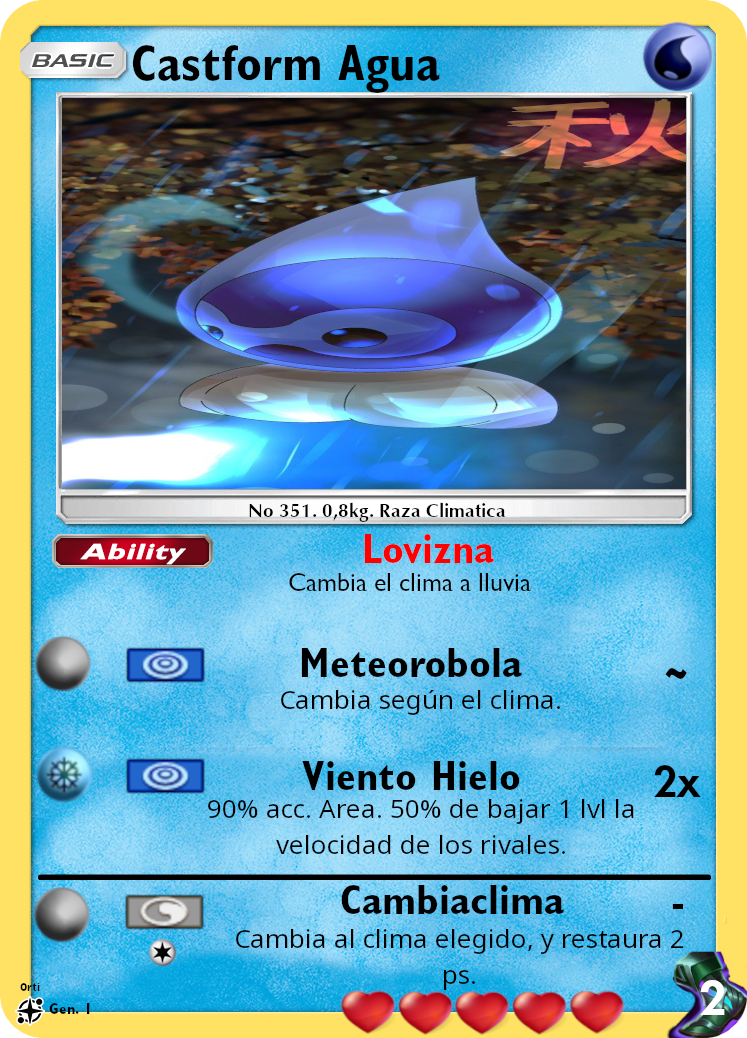 BASIC Castform Agua
秋
No 351. 0,8kg. Raza Climatica
Ability Lovizna
Cambia el clima a lluvia
Meteorobola ~
Cambia según el clima.
Viento Hielo 2x
90% acc. Area. 50% de bajar 1 lvl la
velocidad de los rivales.
Cambiaclima -
Cambia al clima elegido, y restaura 2
ps.
Orti
Gen. I
2